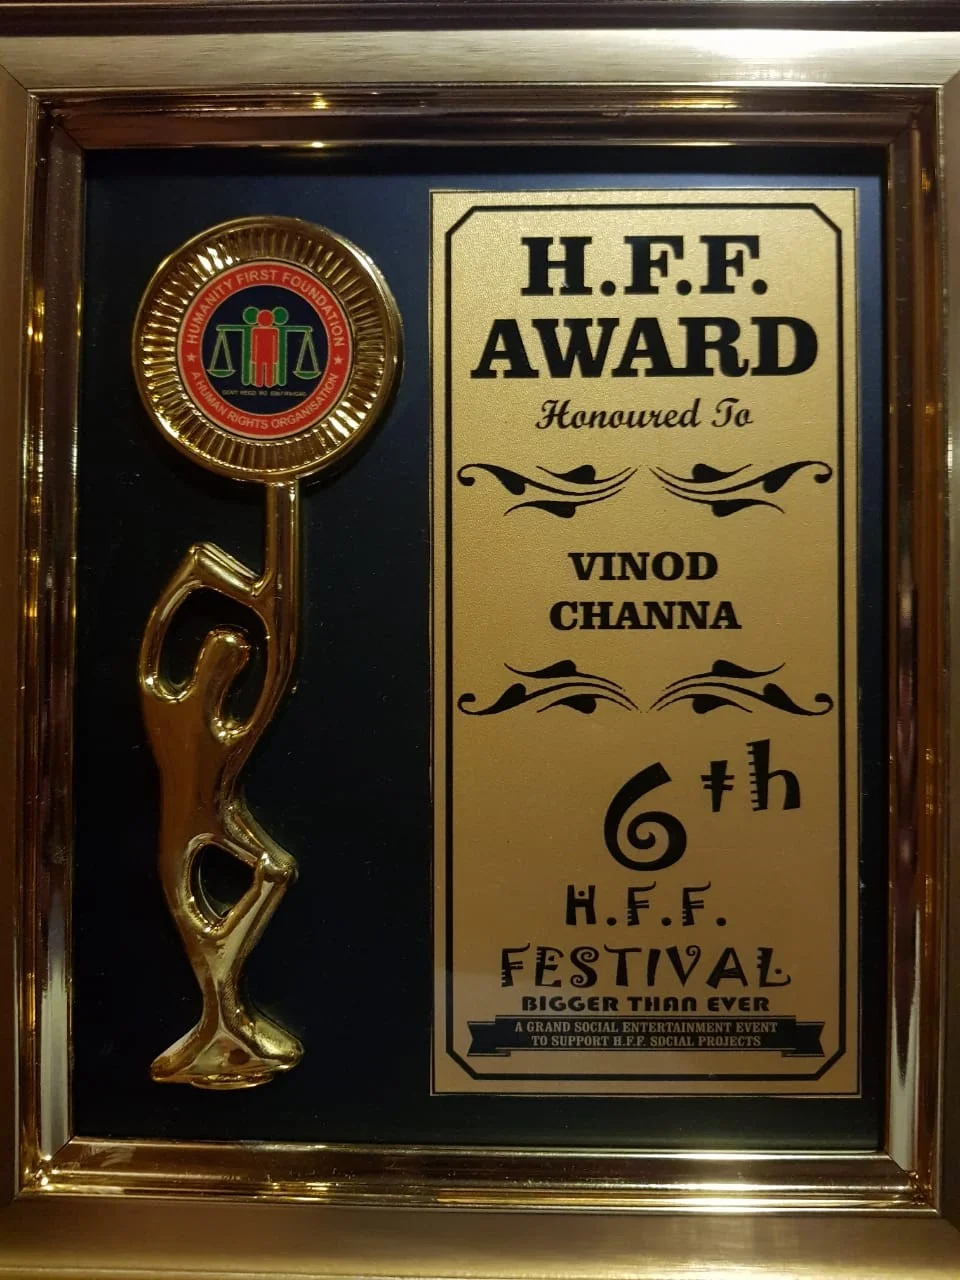 HUMANITY FIRST FOUNDATION
★ A HUMAN RIGHTS ORGANISATION ★
H.F.F.
AWARD
Honoured To
VINOD
CHANNA
6th
H.F.F.
FESTIVAL
BIGGER THAN EVER
A GRAND SOCIAL ENTERTAINMENT EVENT
TO SUPPORT H.F.F. SOCIAL PROJECTS